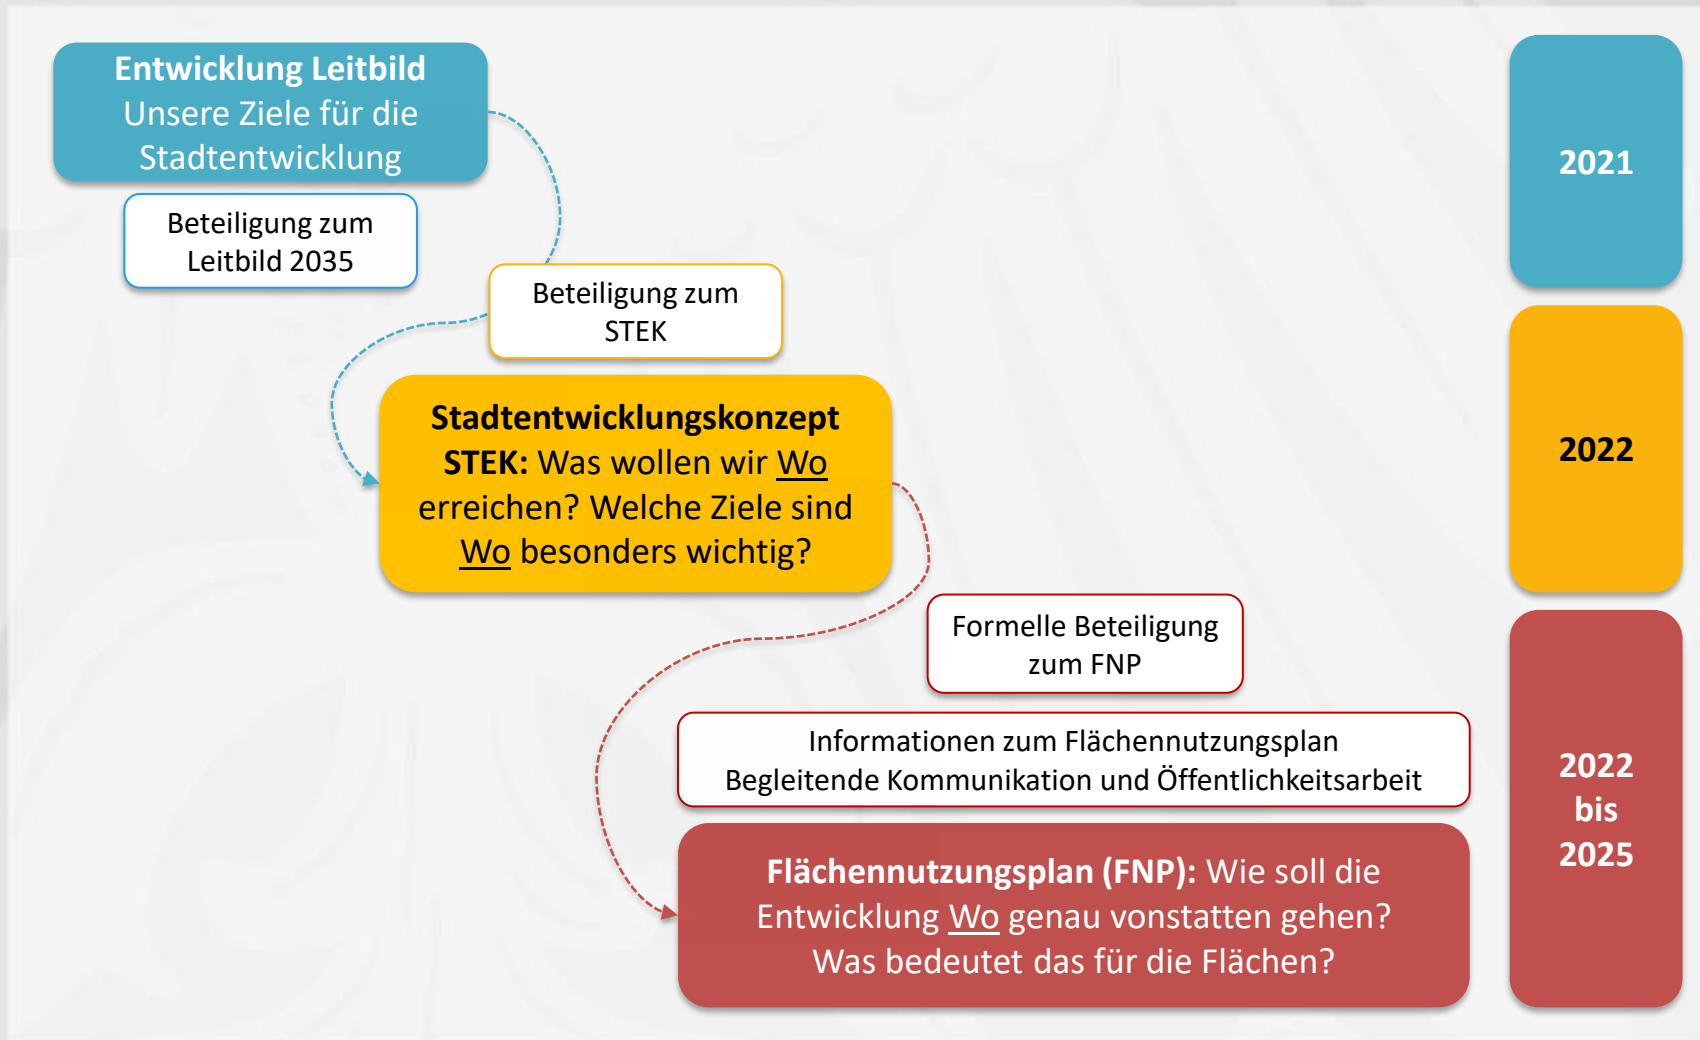 Entwicklung Leitbild
Unsere Ziele für die
Stadtentwicklung
Beteiligung zum
Leitbild 2035
2021
Beteiligung zum
STEK
Stadtentwicklungskonzept
STEK: Was wollen wir Wo
erreichen? Welche Ziele sind
Wo besonders wichtig?
2022
Formelle Beteiligung
zum FNP
Informationen zum Flächennutzungsplan
Begleitende Kommunikation und Öffentlichkeitsarbeit
Flächennutzungsplan (FNP): Wie soll die
Entwicklung Wo genau vonstatten gehen?
Was bedeutet das für die Flächen?
2022
bis
2025